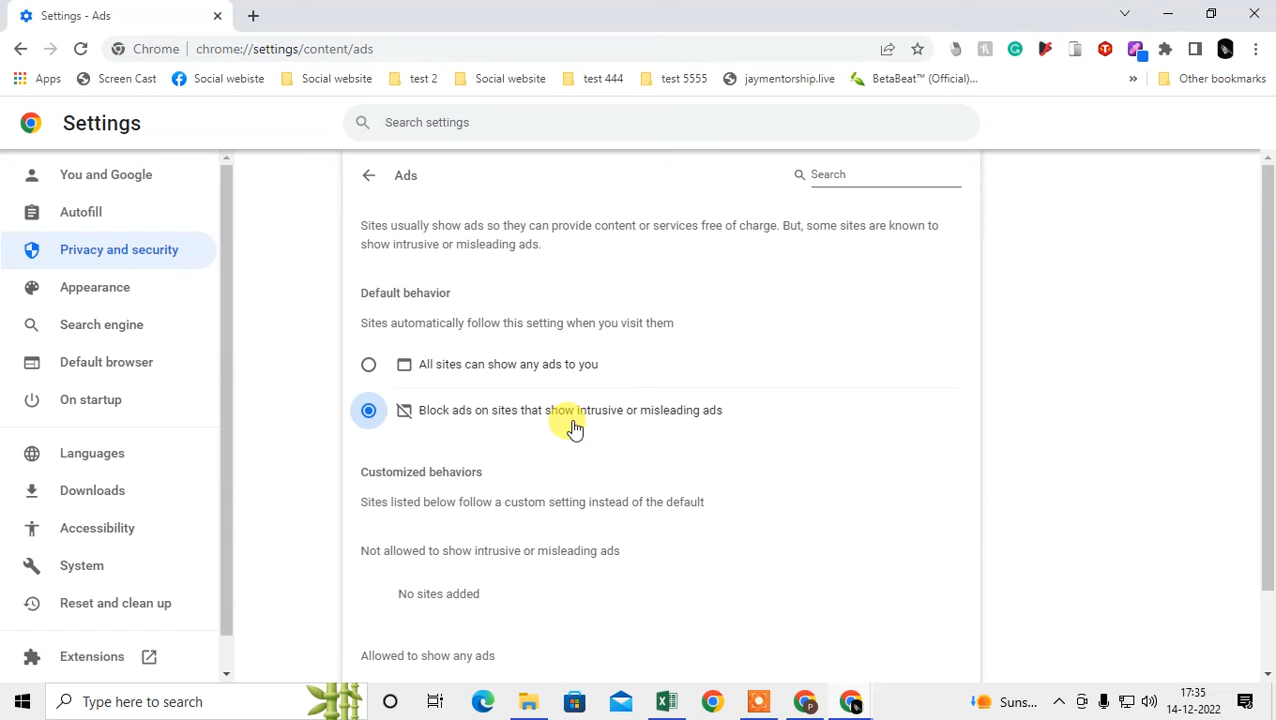 Settings - Ads
Chrome | chrome://settings/content/ads
Apps
Screen Cast
Social webiste
Social website
test 2
Social website
test 444
test 5555
jaymentorship.live
BetaBeat™ (Official)...
»
Other bookmarks
Settings
Search settings
You and Google
Autofill
Privacy and security
Appearance
Search engine
Default browser
On startup
Languages
Downloads
Accessibility
System
Reset and clean up
Extensions
Ads
Search
Sites usually show ads so they can provide content or services free of charge. But, some sites are known to
show intrusive or misleading ads.
Default behavior
Sites automatically follow this setting when you visit them
All sites can show any ads to you
Block ads on sites that show intrusive or misleading ads
Customized behaviors
Sites listed below follow a custom setting instead of the default
Not allowed to show intrusive or misleading ads
No sites added
Allowed to show any ads
Type here to search
Suns...
17:35
14-12-2022